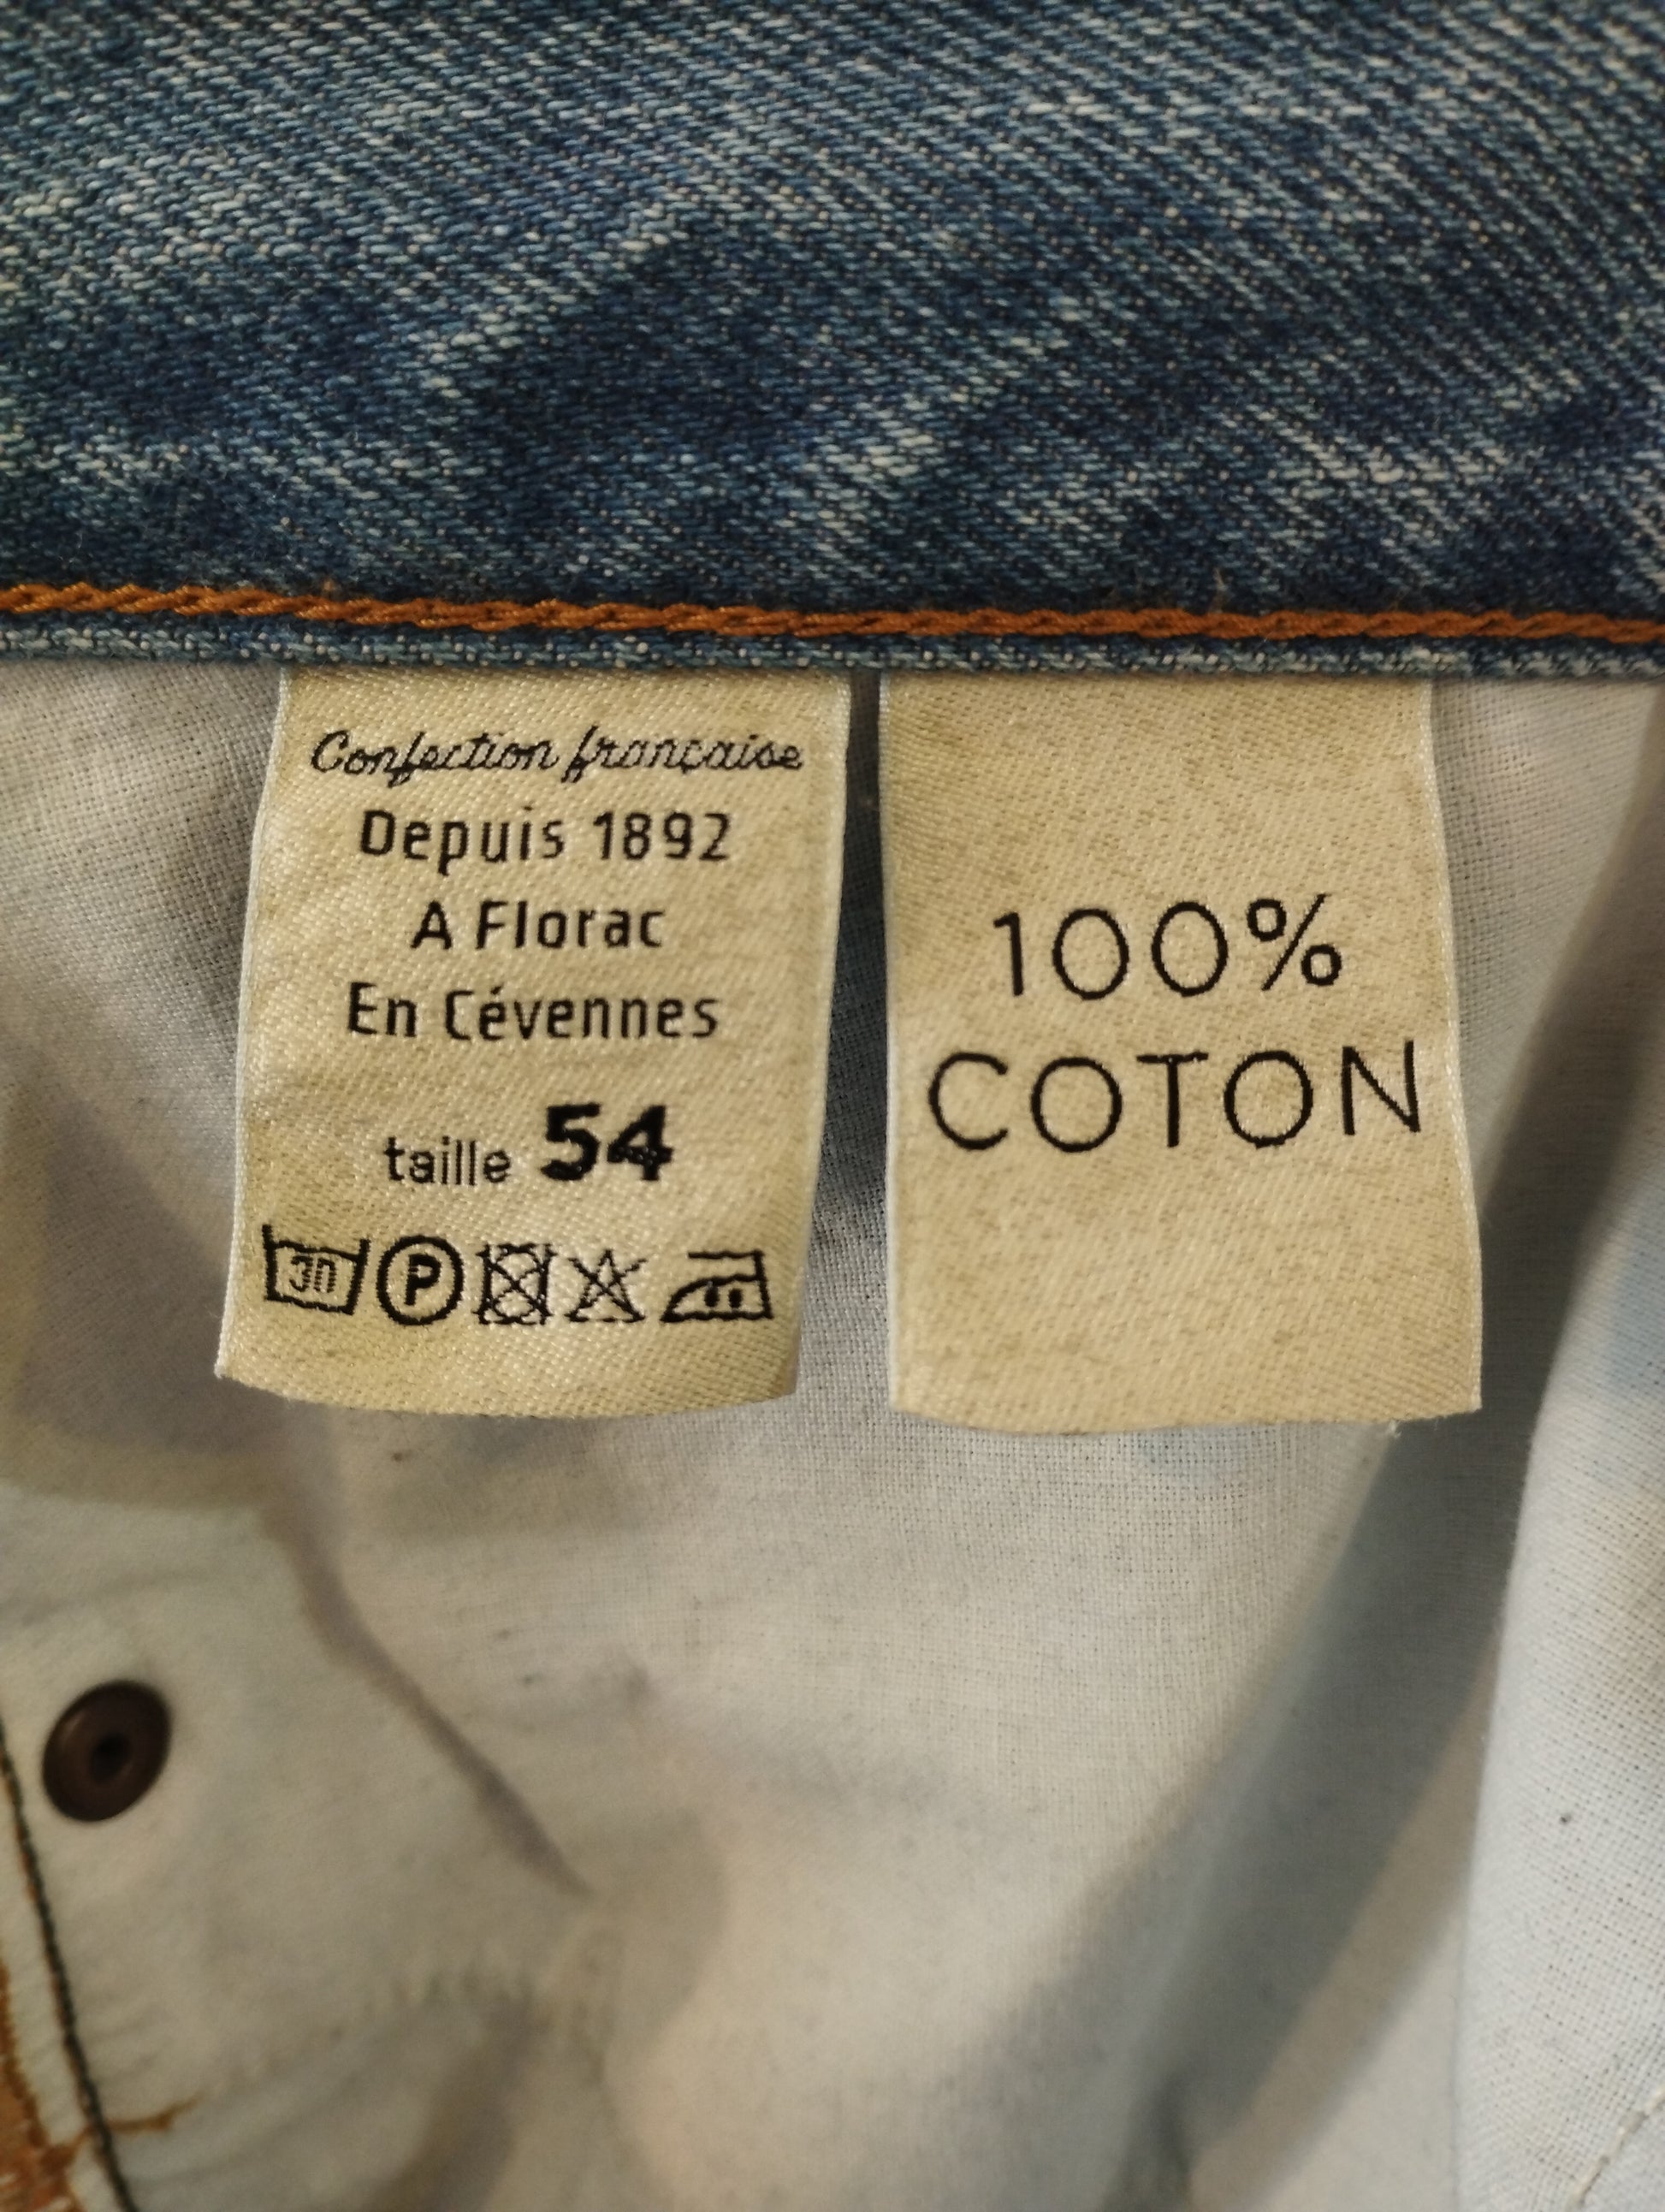 Confection française
Depuis 1892
A Florac
En Cévennes
taille 54
30 P
100%
COTON